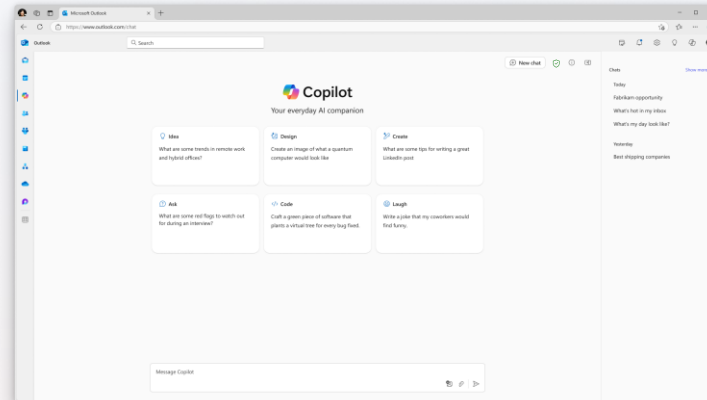 Microsoft Outlook
https://www.outlook.com/chat
Outlook
Search
New chat
Copilot
Your everyday AI companion
Idea
What are some trends in remote work
and hybrid offices?
Design
Create an image of what a quantum
computer would look like
Create
What are some tips for writing a great
LinkedIn post
Ask
What are some red flags to watch out
for during an interview?
Code
Craft a green piece of software that
plants a virtual tree for every bug fixed.
Laugh
Write a joke that my coworkers would
find funny.
Message Copilot
Chats
Show more
Today
Fabrikam opportunity
What's hot in my inbox
What's my day look like?
Yesterday
Best shipping companies